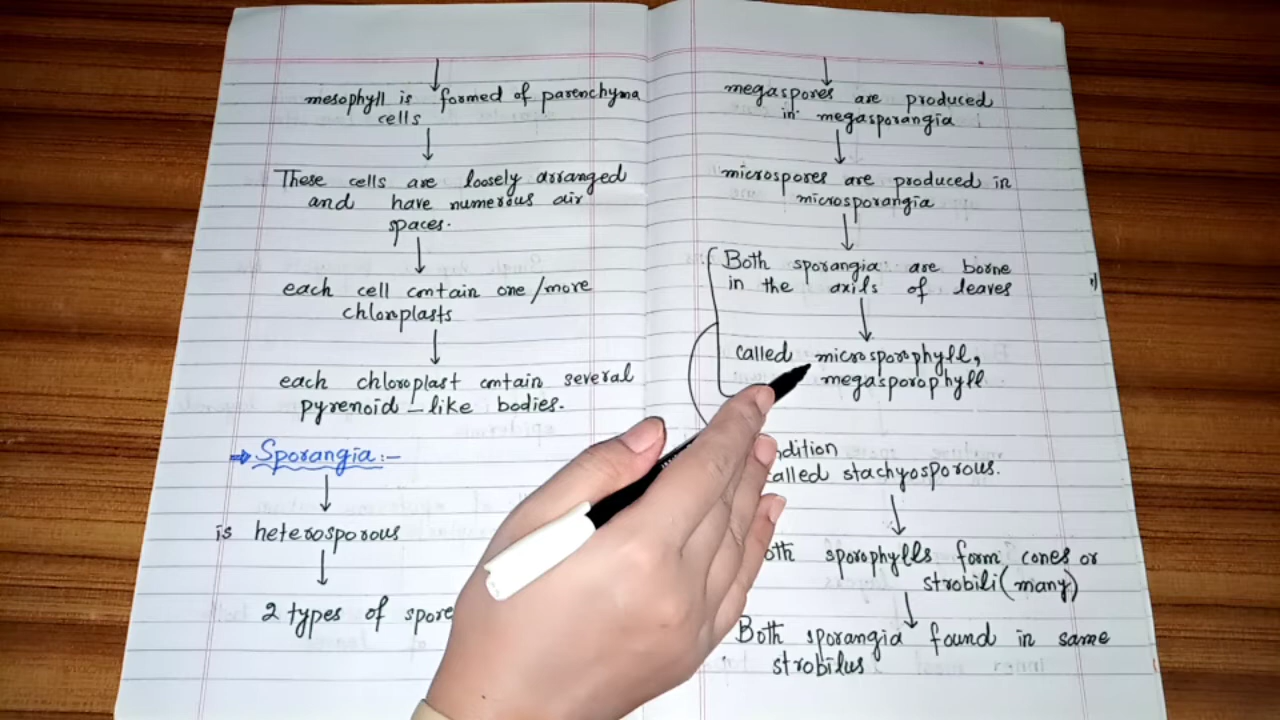 mesophyll is formed of parenchyma
cells
These cells are loosely arranged
and have numerous air
spaces.
each cell contain one/more
chloroplasts
each chloroplast contain several
pyrenoid - like bodies.
Sporangia :-
is heterosporous
2 types of spore
megaspores are produced
in megasporangia
microspores are produced in
microsporangia
Both sporangia are borne
in the axils of leaves
called microsporophyll,
megasporophyll
ndition
alled stachyosporous.
oth sporophylls form cones or
strobili (many)
Both sporangia found in same
strobilus